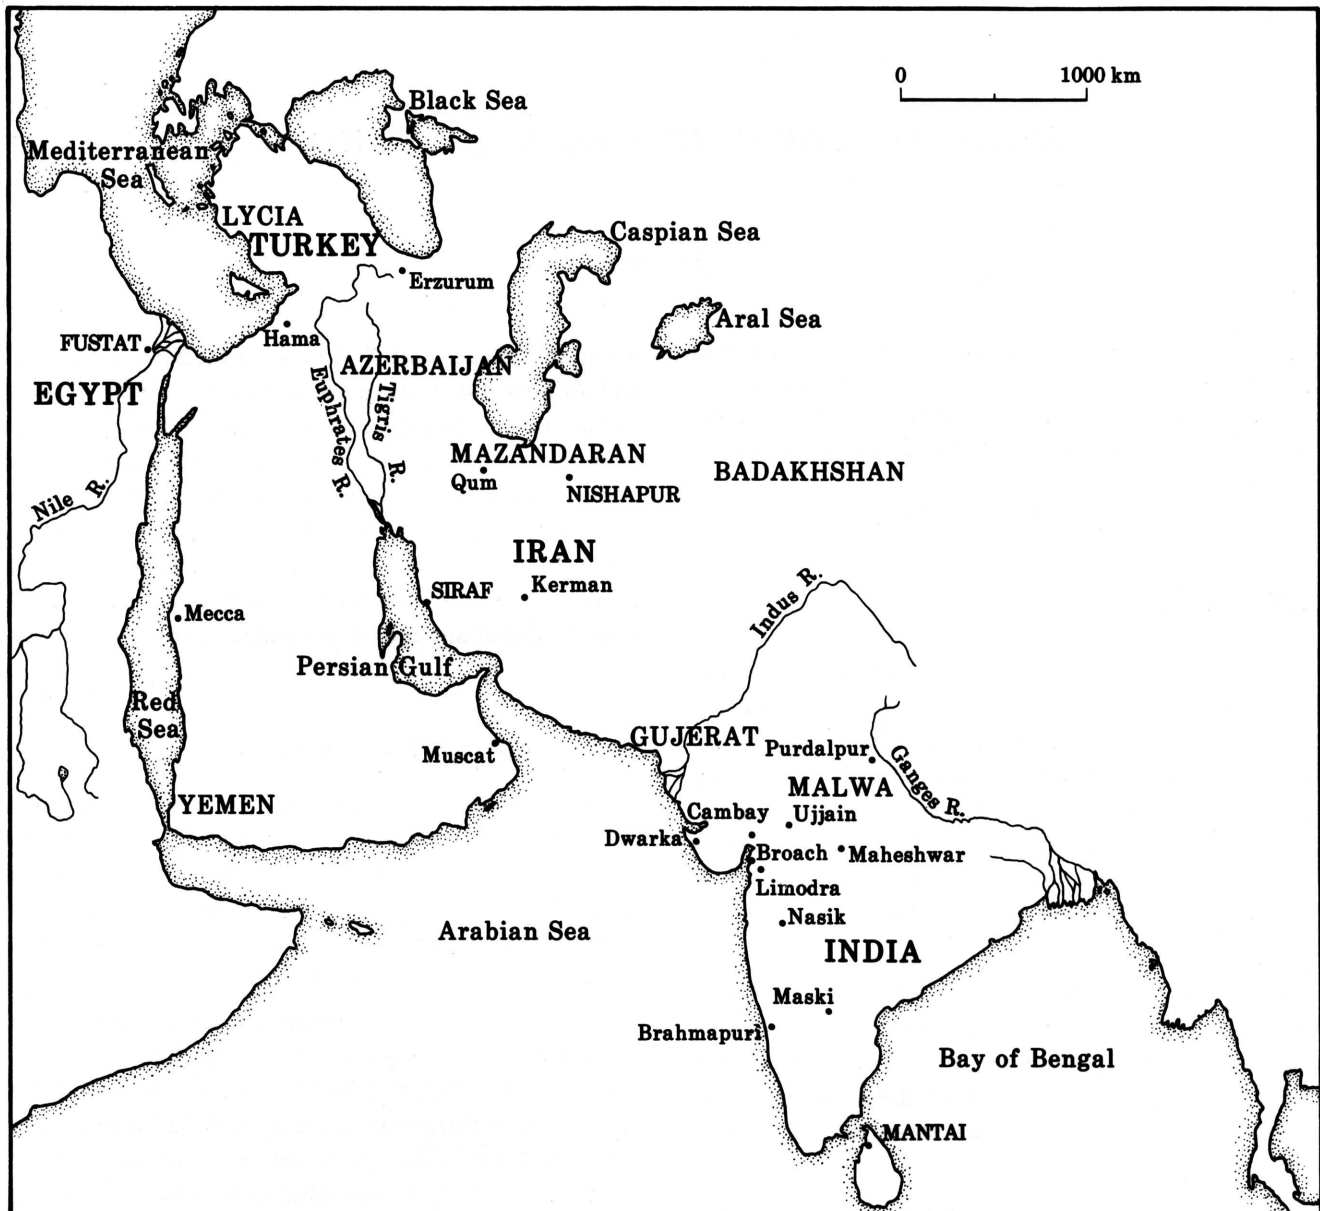 0 1000 km
Black Sea
Mediterranean
Sea
LYCIA
TURKEY
Caspian Sea
Erzurum
Aral Sea
FUSTAT
Hama
AZERBAIJAN
EGYPT
Euphrates R.
Tigris R.
MAZANDARAN
BADAKHSHAN
Qum
NISHAPUR
Nile R.
IRAN
SIRAF
Kerman
Indus R.
Mecca
Persian Gulf
Red
Sea
GUJERAT
Purdalpur
Muscat
Ganges R.
MALWA
YEMEN
Cambay
Ujjain
Dwarka
Broach
Maheshwar
Limodra
Nasik
Arabian Sea
INDIA
Maski
Brahmapuri
Bay of Bengal
MANTAI